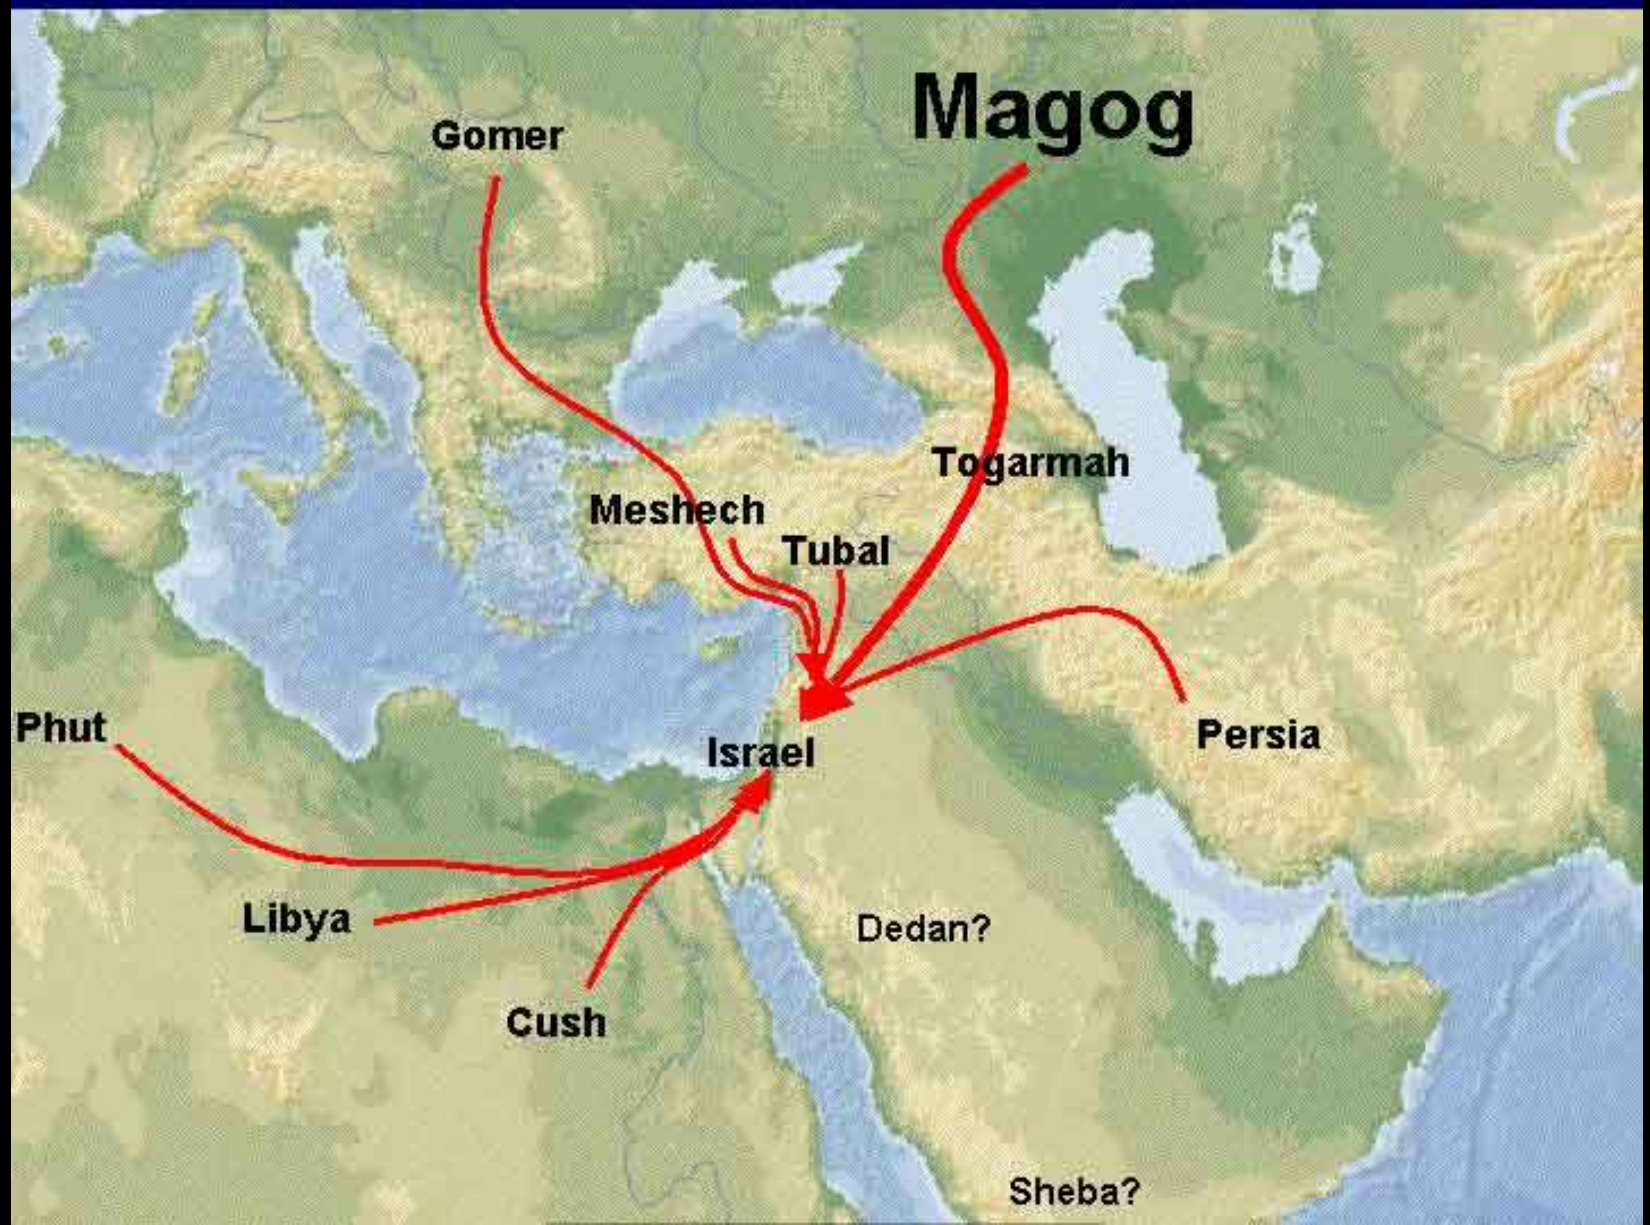 Magog
Gomer
Togarmah
Meshech
Tubal
Phut
Israel
Persia
Libya
Dedan?
Cush
Sheba?